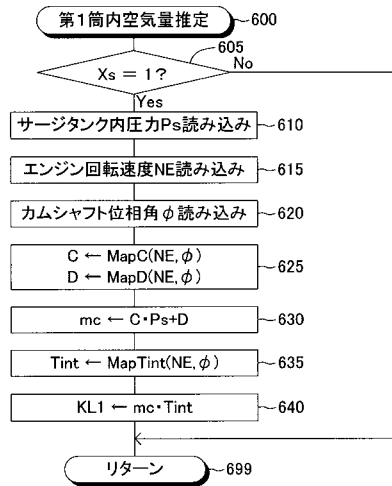 第1筒内空気量推定
600
605
Xs = 1?
No
Yes
サージタンク内圧力Ps読み込み
610
エンジン回転速度NE読み込み
615
カムシャフト位相角φ読み込み
620
C ← MapC(NE,φ)
D ← MapD(NE,φ)
625
mc ← C・Ps+D
630
Tint ← MapTint(NE,φ)
635
KL1 ← mc・Tint
640
リターン
699